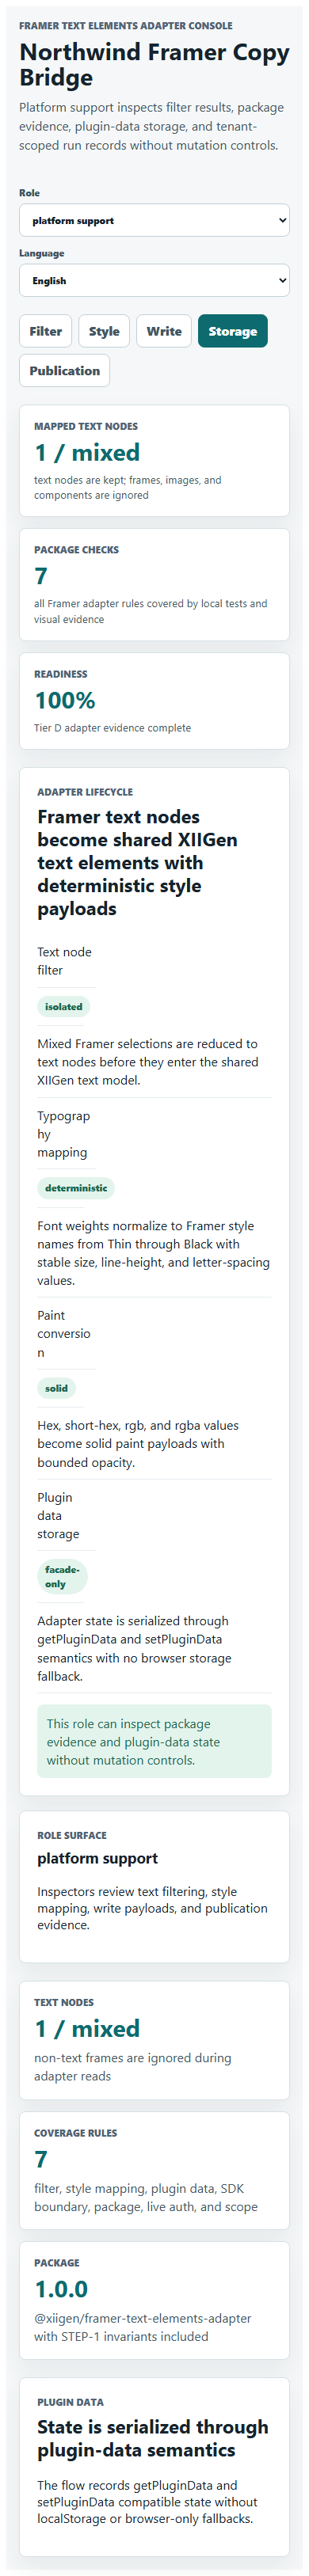 FRAMER TEXT ELEMENTS ADAPTER CONSOLE
Northwind Framer Copy
Bridge
Platform support inspects filter results, package
evidence, plugin-data storage, and tenant-
scoped run records without mutation controls.
Role
platform support
Language
English
Filter
Style
Write
Storage
Publication
MAPPED TEXT NODES
1 / mixed
text nodes are kept; frames, images, and
components are ignored
PACKAGE CHECKS
7
all Framer adapter rules covered by local tests and
visual evidence
READINESS
100%
Tier D adapter evidence complete
ADAPTER LIFECYCLE
Framer text nodes
become shared XIIGen
text elements with
deterministic style
payloads
Text node
filter
isolated
Mixed Framer selections are reduced to
text nodes before they enter the shared
XIIGen text model.
Typograp
hy
mapping
deterministic
Font weights normalize to Framer style
names from Thin through Black with
stable size, line-height, and letter-spacing
values.
Paint
conversio
n
solid
Hex, short-hex, rgb, and rgba values
become solid paint payloads with
bounded opacity.
Plugin
data
storage
facade-
only
Adapter state is serialized through
getPluginData and setPluginData
semantics with no browser storage
fallback.
This role can inspect package
evidence and plugin-data state
without mutation controls.
ROLE SURFACE
platform support
Inspectors review text filtering, style
mapping, write payloads, and publication
evidence.
TEXT NODES
1 / mixed
non-text frames are ignored during
adapter reads
COVERAGE RULES
7
filter, style mapping, plugin data, SDK
boundary, package, live auth, and scope
PACKAGE
1.0.0
@xiigen/framer-text-elements-adapter
with STEP-1 invariants included
PLUGIN DATA
State is serialized through
plugin-data semantics
The flow records getPluginData and
setPluginData compatible state without
localStorage or browser-only fallbacks.